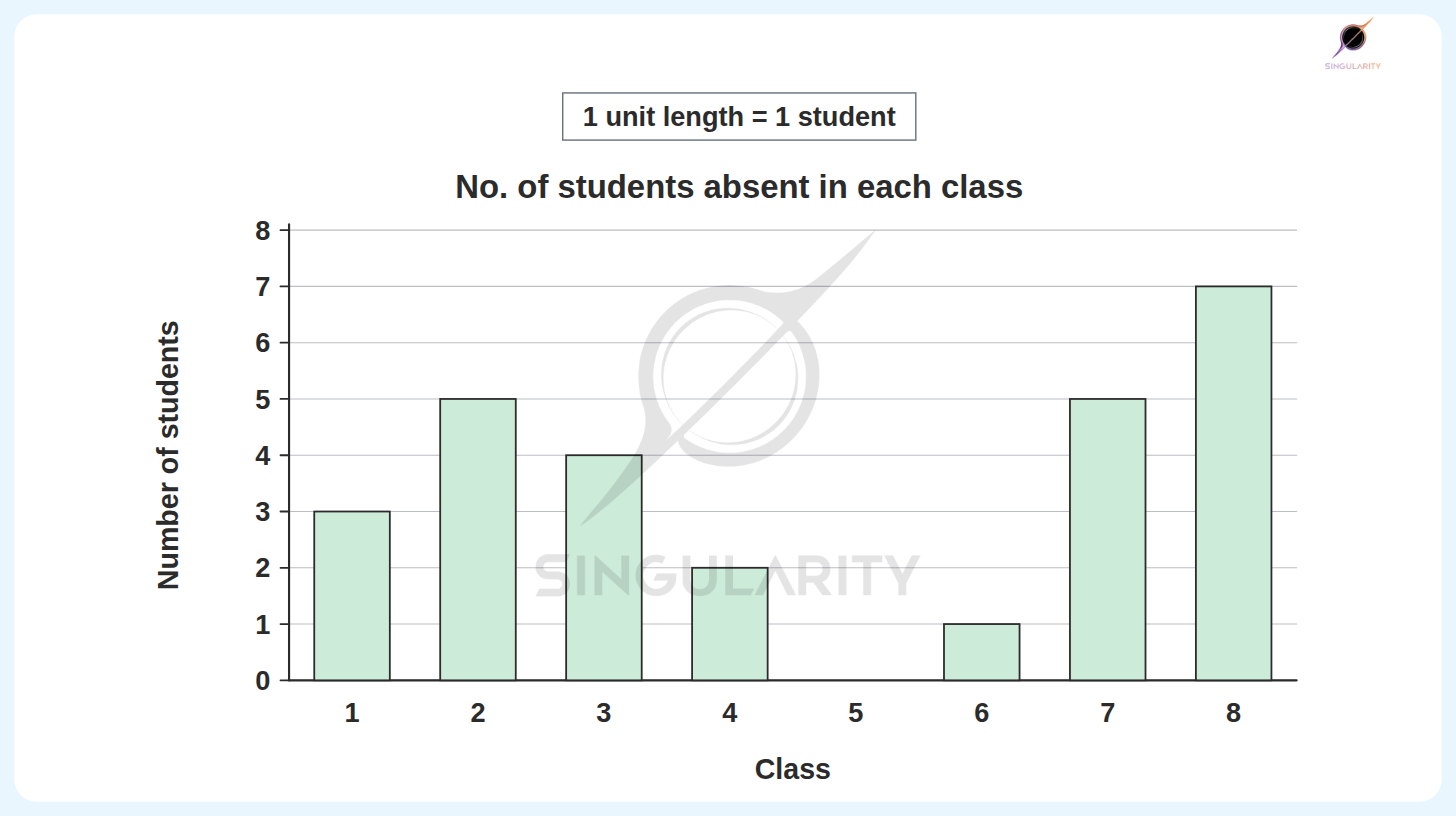 SINGULARITY
1 unit length = 1 student
No. of students absent in each class
8
7
6
5
4
3
2
1
0
Number of students
SINGULARITY
1 2 3 4 5 6 7 8
Class